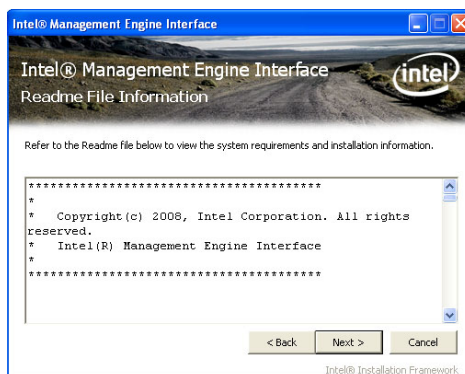 Intel® Management Engine Interface
Intel® Management Engine Interface
Readme File Information
intel
Refer to the Readme file below to view the system requirements and installation information.
****************************************
*
*   Copyright(c) 2008, Intel Corporation. All rights
reserved.
*   Intel(R) Management Engine Interface
*
****************************************
< Back
Next >
Cancel
Intel® Installation Framework